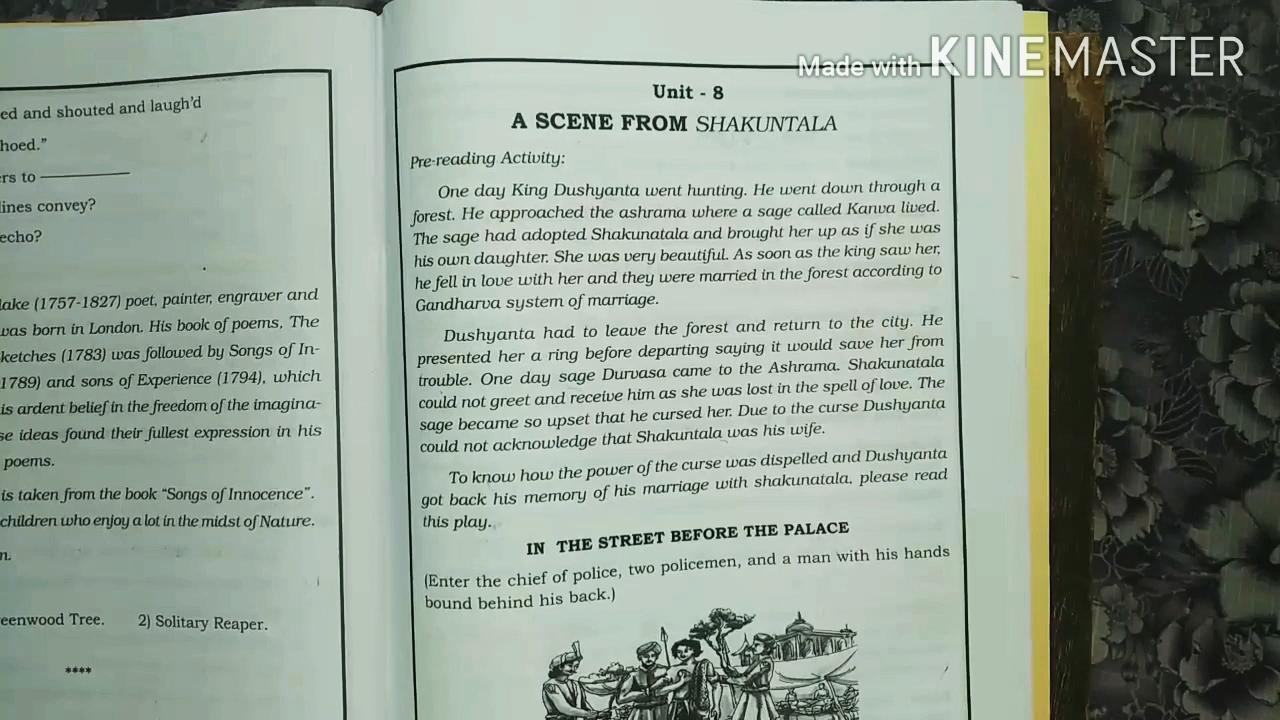 ed and shouted and laugh'd
hoed."
rs to
lines convey?
echo?
lake (1757-1827) poet, painter, engraver and
was born in London. His book of poems, The
ketches (1783) was followed by Songs of In-
1789) and sons of Experience (1794), which
is ardent belief in the freedom of the imagina-
se ideas found their fullest expression in his
poems.
is taken from the book "Songs of Innocence".
children who enjoy a lot in the midst of Nature.
n.
eenwood Tree. 2) Solitary Reaper.
****
Made with KINEMASTER
Unit - 8
A SCENE FROM SHAKUNTALA
Pre-reading Activity:
One day King Dushyanta went hunting. He went down through a
forest. He approached the ashrama where a sage called Kanva lived.
The sage had adopted Shakunatala and brought her up as if she was
his own daughter. She was very beautiful. As soon as the king saw her,
he fell in love with her and they were married in the forest according to
Gandharva system of marriage.
Dushyanta had to leave the forest and return to the city. He
presented her a ring before departing saying it would save her from
trouble. One day sage Durvasa came to the Ashrama. Shakunatala
could not greet and receive him as she was lost in the spell of love. The
sage became so upset that he cursed her. Due to the curse Dushyanta
could not acknowledge that Shakuntala was his wife.
To know how the power of the curse was dispelled and Dushyanta
got back his memory of his marriage with shakunatala, please read
this play.
IN THE STREET BEFORE THE PALACE
(Enter the chief of police, two policemen, and a man with his hands
bound behind his back.)